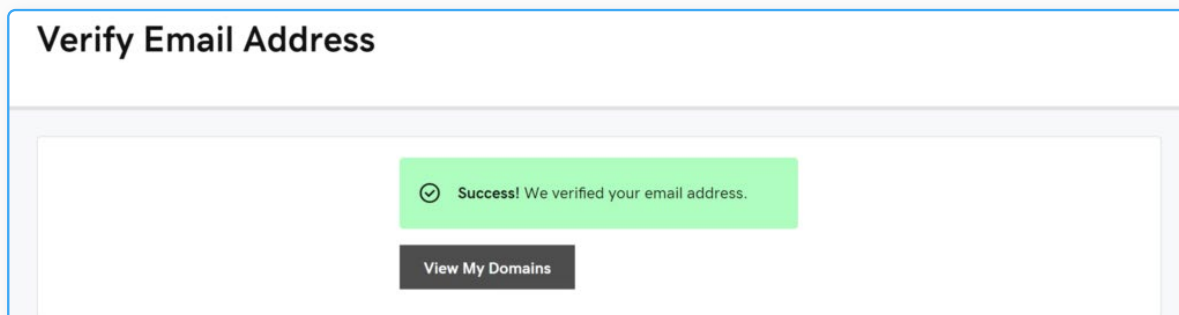 Verify Email Address
Success! We verified your email address.
View My Domains